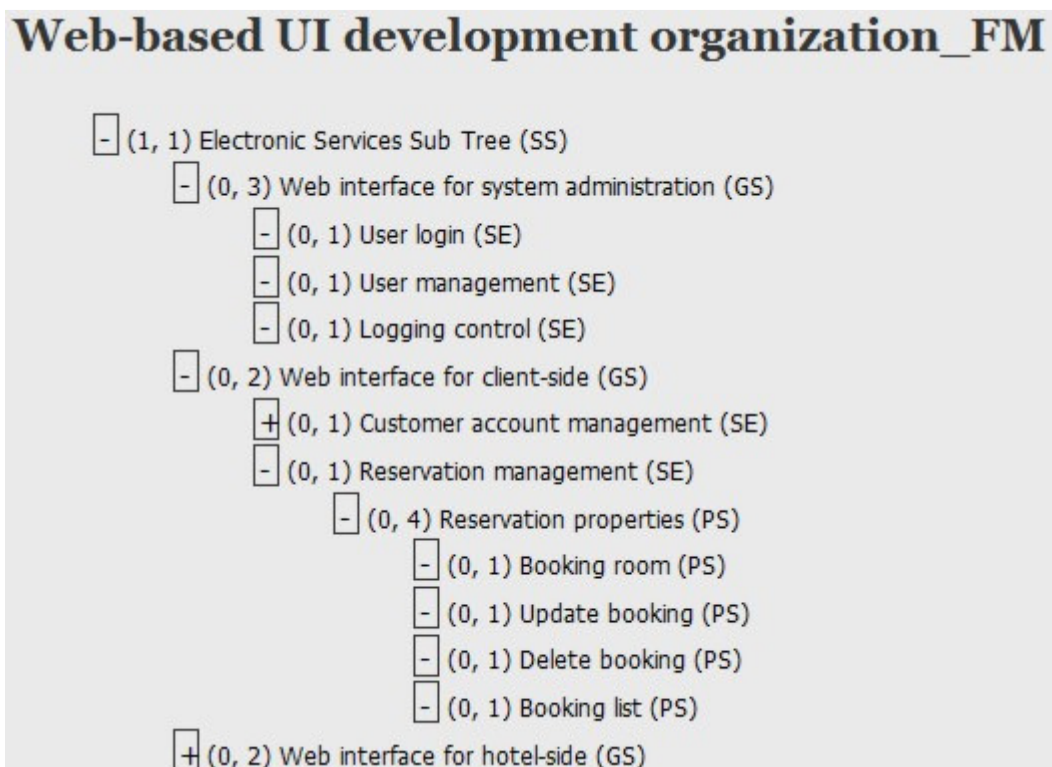 Web-based UI development organization_FM
- (1, 1) Electronic Services Sub Tree (SS)
- (0, 3) Web interface for system administration (GS)
- (0, 1) User login (SE)
- (0, 1) User management (SE)
- (0, 1) Logging control (SE)
- (0, 2) Web interface for client-side (GS)
+ (0, 1) Customer account management (SE)
- (0, 1) Reservation management (SE)
- (0, 4) Reservation properties (PS)
- (0, 1) Booking room (PS)
- (0, 1) Update booking (PS)
- (0, 1) Delete booking (PS)
- (0, 1) Booking list (PS)
+ (0, 2) Web interface for hotel-side (GS)